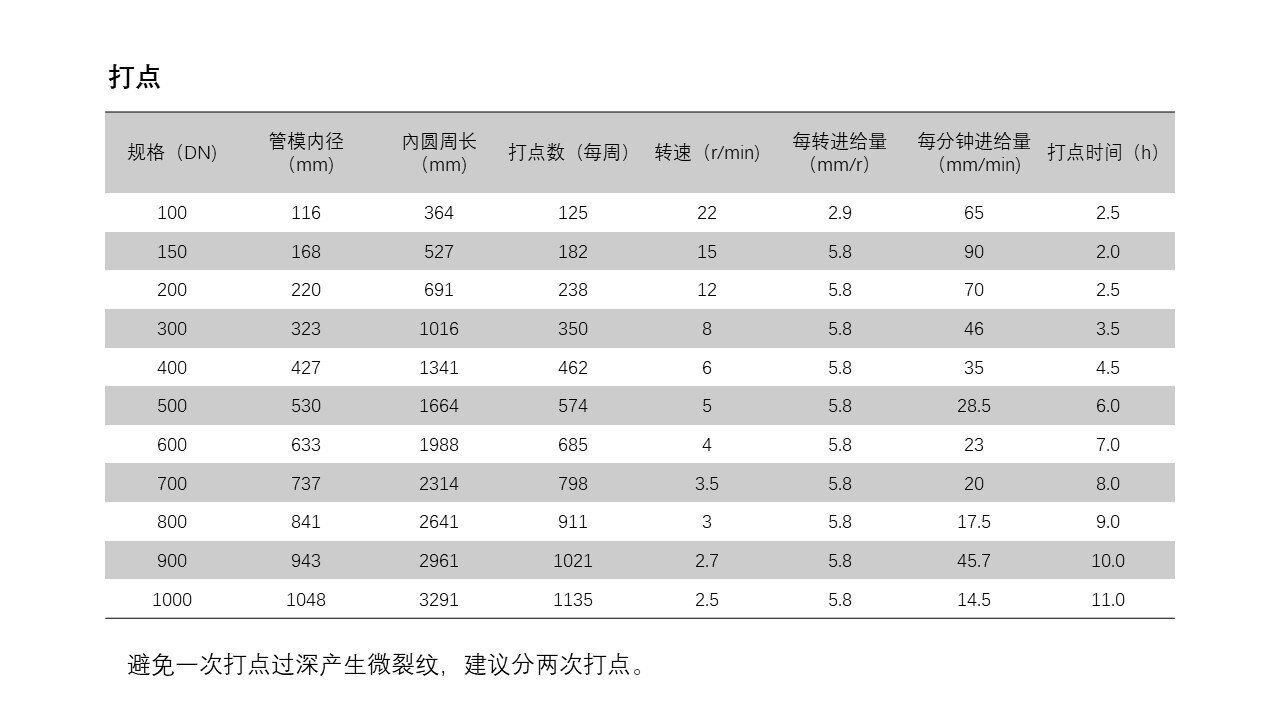 打点
规格（DN) 管模内径（mm) 內圆周长（mm) 打点数（每周） 转速（r/min) 每转进给量（mm/r） 每分钟进给量（mm/min) 打点时间（h）
100 116 364 125 22 2.9 65 2.5
150 168 527 182 15 5.8 90 2.0
200 220 691 238 12 5.8 70 2.5
300 323 1016 350 8 5.8 46 3.5
400 427 1341 462 6 5.8 35 4.5
500 530 1664 574 5 5.8 28.5 6.0
600 633 1988 685 4 5.8 23 7.0
700 737 2314 798 3.5 5.8 20 8.0
800 841 2641 911 3 5.8 17.5 9.0
900 943 2961 1021 2.7 5.8 45.7 10.0
1000 1048 3291 1135 2.5 5.8 14.5 11.0
避免一次打点过深产生微裂纹，建议分两次打点。